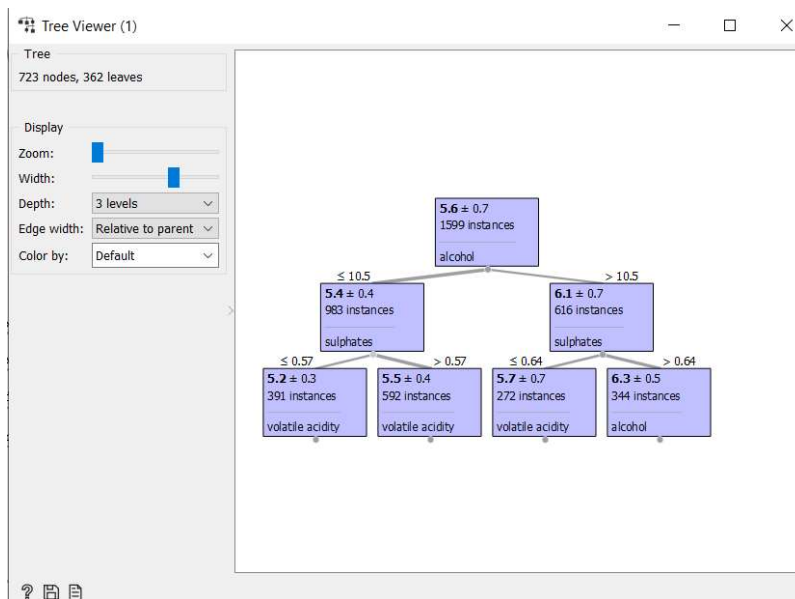 Tree Viewer (1)
Tree
723 nodes, 362 leaves
Display
Zoom:
Width:
Depth: 3 levels
Edge width: Relative to parent
Color by: Default
5.6 ± 0.7
1599 instances
alcohol
≤ 10.5 > 10.5
5.4 ± 0.4
983 instances
sulphates
6.1 ± 0.7
616 instances
sulphates
≤ 0.57 > 0.57 ≤ 0.64 > 0.64
5.2 ± 0.3
391 instances
volatile acidity
5.5 ± 0.4
592 instances
volatile acidity
5.7 ± 0.7
272 instances
volatile acidity
6.3 ± 0.5
344 instances
alcohol
?